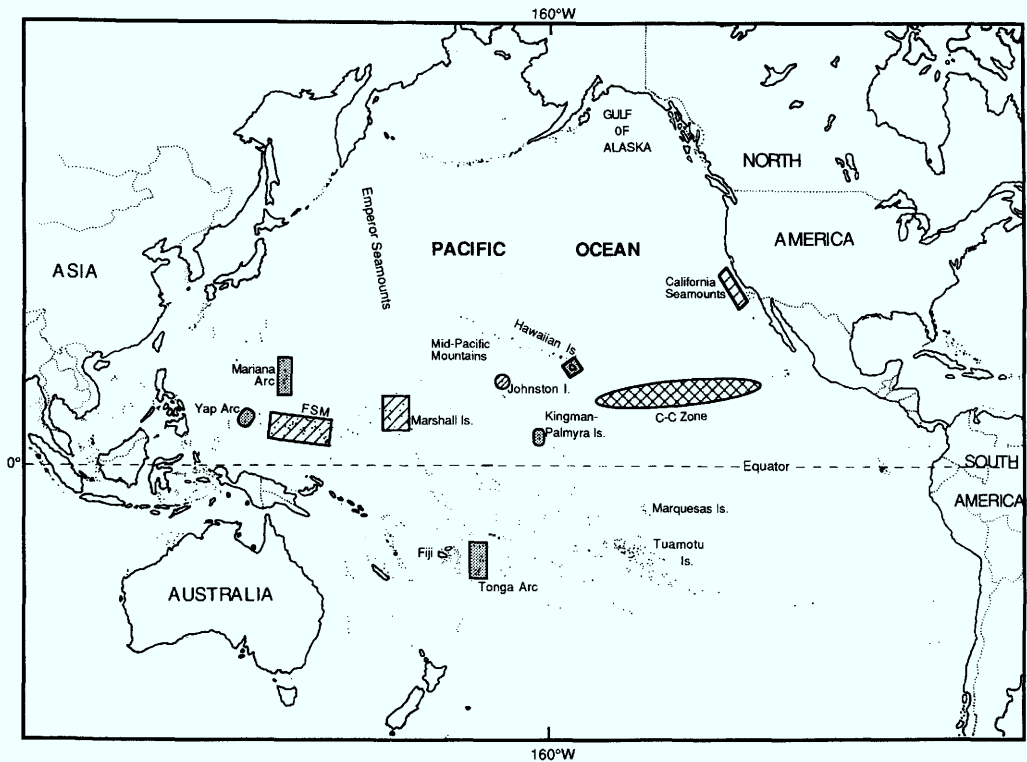 160°W
GULF
OF
ALASKA
NORTH
AMERICA
Emperor Seamounts
PACIFIC OCEAN
ASIA
California
Seamounts
Hawaiian Is.
Mid-Pacific
Mountains
Mariana
Arc
Johnston I.
Yap Arc
FSM
Marshall Is.
Kingman-
Palmyra Is.
C-C Zone
0°
Equator
SOUTH
AMERICA
Marquesas Is.
Tuamotu
Is.
Fiji
Tonga Arc
AUSTRALIA
160°W